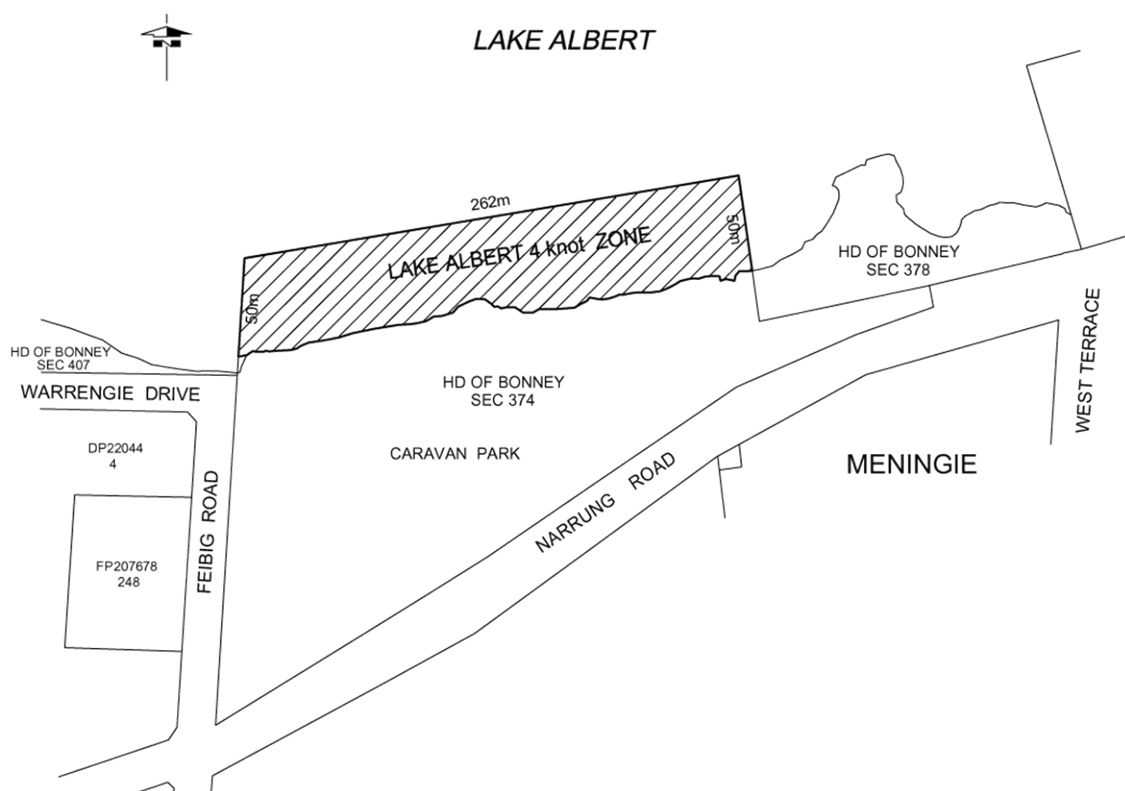 N
LAKE ALBERT
262m
50m
LAKE ALBERT 4 knot ZONE
50m
HD OF BONNEY
SEC 378
HD OF BONNEY
SEC 407
WARRENGIE DRIVE
HD OF BONNEY
SEC 374
WEST TERRACE
DP22044
4
CARAVAN PARK
MENINGIE
NARRUNG ROAD
FEIBIG ROAD
FP207678
248